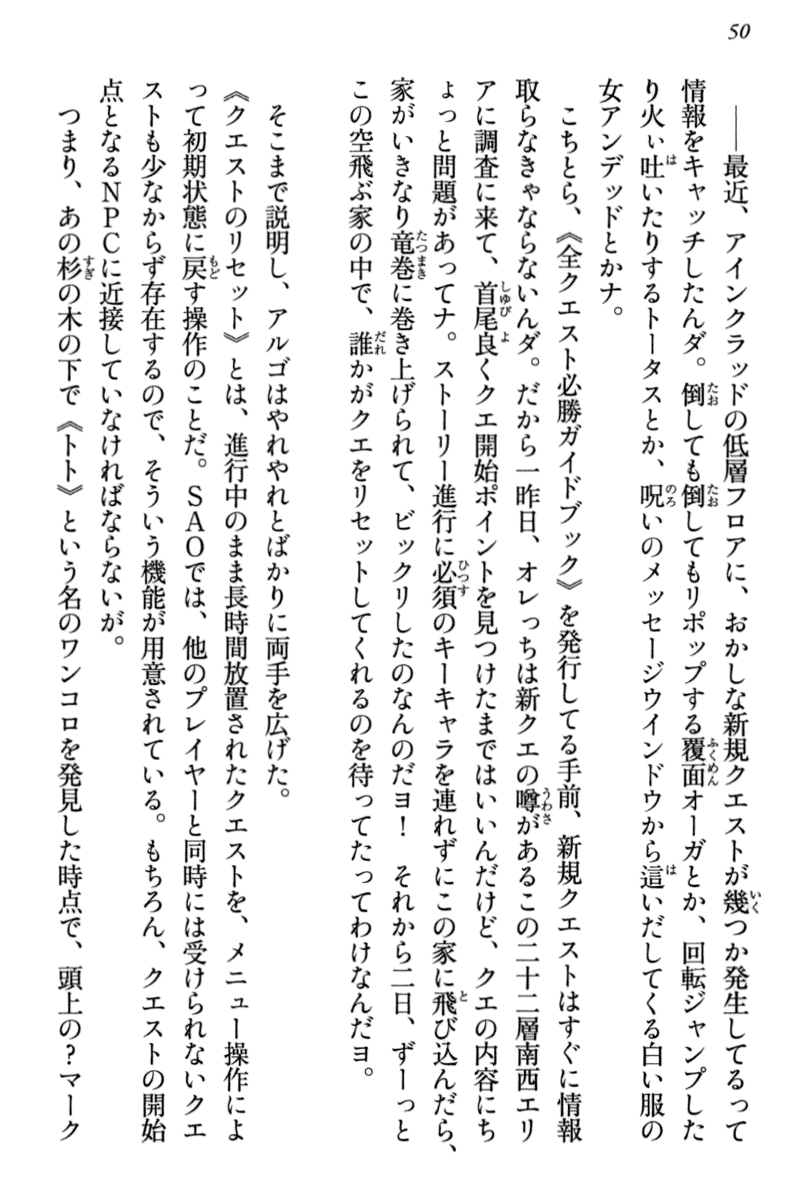 50
――最近、アインクラッドの低層フロアに、おかしな新規クエストが幾つか発生してるって
情報をキャッチしたんダ。倒しても倒してもリポップする覆面オーガとか、回転ジャンプした
り火ぃ吐いたりするトータスとか、呪いのメッセージウインドウから這いだしてくる白い服の
女アンデッドとかナ。
こちとら、《全クエスト必勝ガイドブック》を発行してる手前、新規クエストはすぐに情報
取らなきゃならないんダ。だから一昨日、オレっちは新クエの噂があるこの二十二層南西エリ
アに調査に来て、首尾良くクエ開始ポイントを見つけたまではいいんだけど、クエの内容にち
ょっと問題があってナ。ストーリー進行に必須のキーキャラを連れずにこの家に飛び込んだら、
家がいきなり竜巻に巻き上げられて、ビックリしたのなんのだヨ！　それから二日、ずーっと
この空飛ぶ家の中で、誰かがクエをリセットしてくれるのを待ってたってわけなんだヨ。
そこまで説明し、アルゴはやれやれとばかりに両手を広げた。
《クエストのリセット》とは、進行中のまま長時間放置されたクエストを、メニュー操作によ
って初期状態に戻す操作のことだ。ＳＡＯでは、他のプレイヤーと同時には受けられないクエ
ストも少なからず存在するので、そういう機能が用意されている。もちろん、クエストの開始
点となるＮＰＣに近接していなければならないが。
つまり、あの杉の木の下で《トト》という名のワンコロを発見した時点で、頭上の？マーク